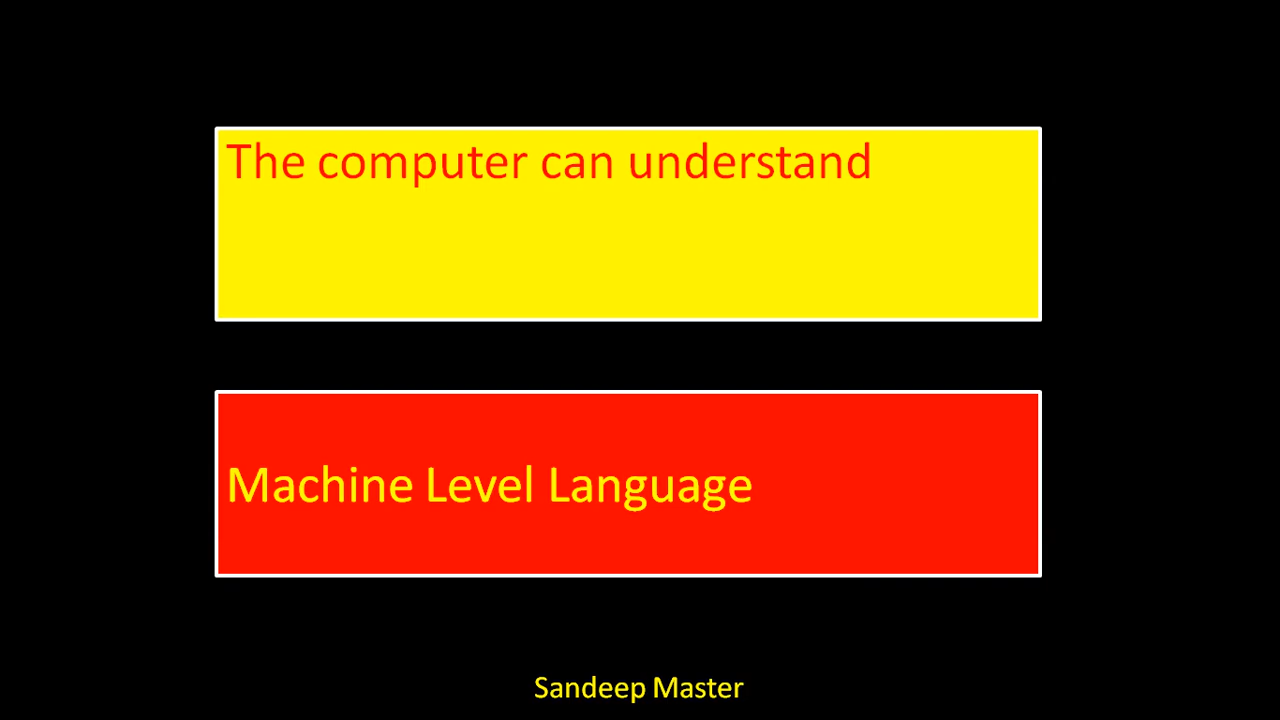 The computer can understand
Machine Level Language
Sandeep Master